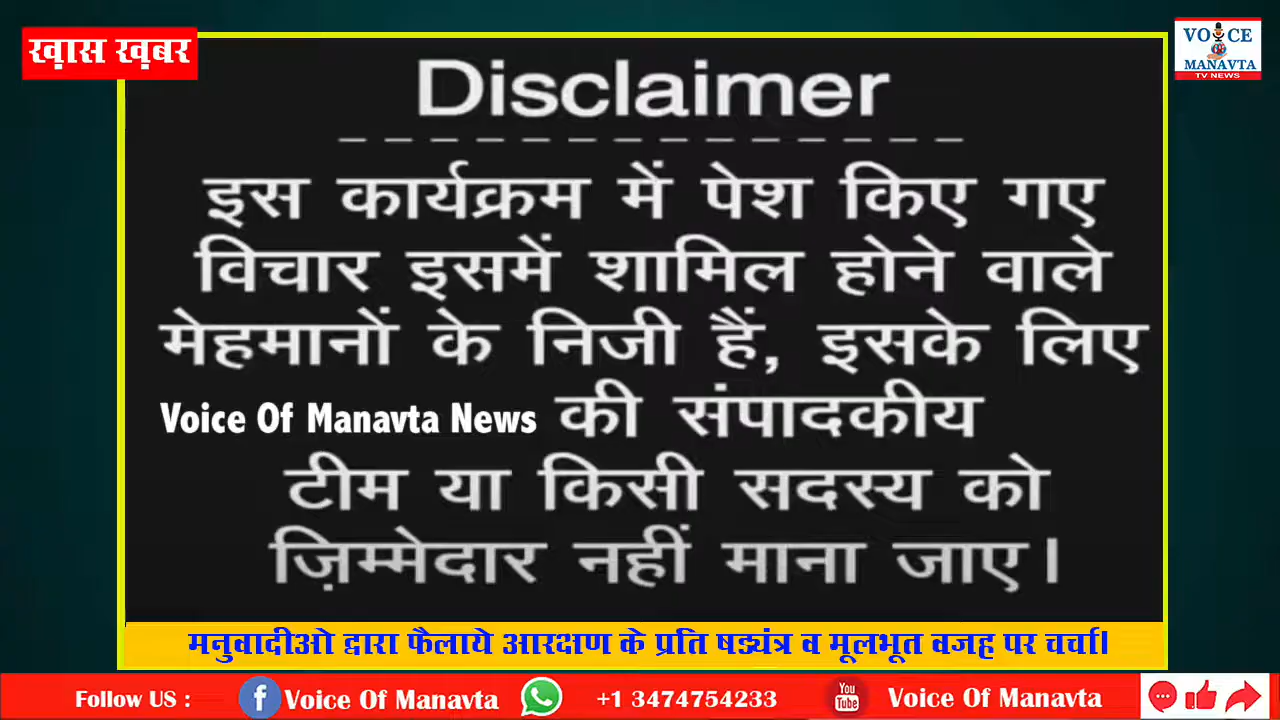 ख़ास ख़बर
VOICE
OF
MANAVTA
TV NEWS
Disclaimer
इस कार्यक्रम में पेश किए गए
विचार इसमें शामिल होने वाले
मेहमानों के निजी हैं, इसके लिए
Voice Of Manavta News की संपादकीय
टीम या किसी सदस्य को
ज़िम्मेदार नहीं माना जाए।
मनुवादीओ द्वारा फैलाये आरक्षण के प्रति षड्यंत्र व मूलभूत वजह पर चर्चा।
Follow US : Voice Of Manavta +1 3474754233 You Tube Voice Of Manavta